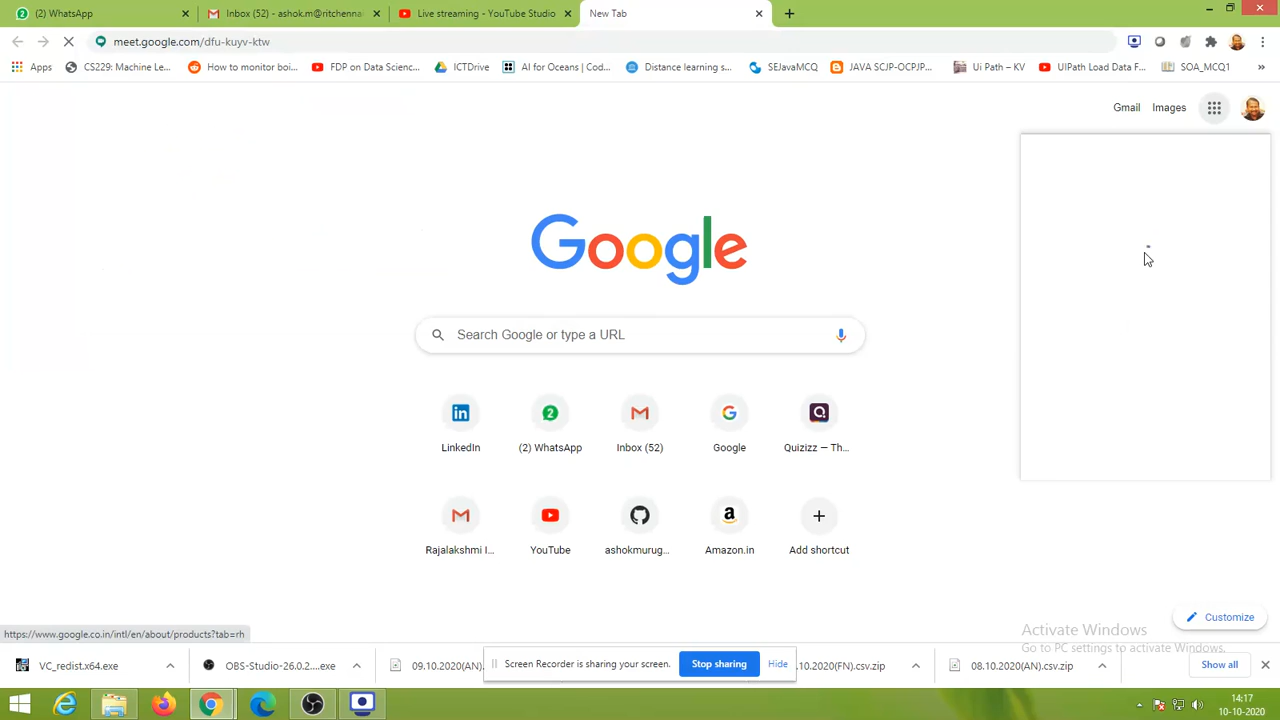 (2) WhatsApp
Inbox (52) - ashok.m@ritchennai
Live streaming - YouTube Studio
New Tab
meet.google.com/dfu-kuyv-ktw
Apps
CS229: Machine Le...
How to monitor boi...
FDP on Data Scienc...
ICTDrive
AI for Oceans | Cod...
Distance learning s...
SEJavaMCQ
JAVA SCJP-OCPJP...
Ui Path – KV
UIPath Load Data F...
SOA_MCQ1
»
Gmail
Images
Google
Search Google or type a URL
LinkedIn
(2) WhatsApp
Inbox (52)
Google
Quizizz — Th...
Rajalakshmi I...
YouTube
ashokmurug...
Amazon.in
Add shortcut
Customize
Activate Windows
Go to PC settings to activate Windows.
https://www.google.co.in/intl/en/about/products?tab=rh
VC_redist.x64.exe
OBS-Studio-26.0.2....exe
09.10.2020(AN).
Screen Recorder is sharing your screen.
Stop sharing
Hide
.10.2020(FN).csv.zip
08.10.2020(AN).csv.zip
Show all
14:17
10-10-2020